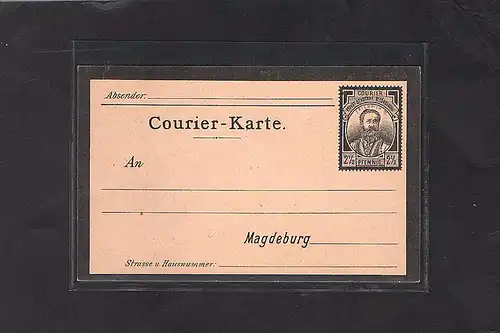 Absender:
COURIER
Courier-Karte.
An
2½ PFENNIG 2½
Magdeburg
Strasse u. Hausnummer: